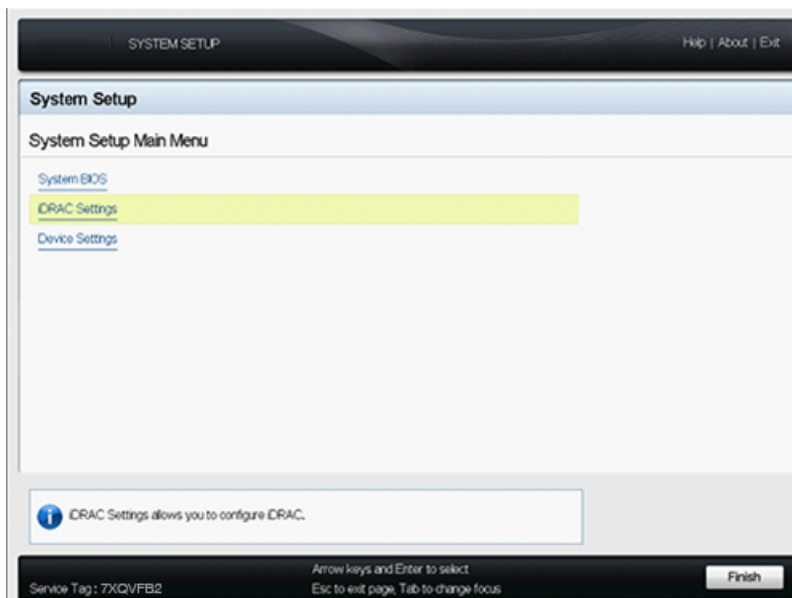 SYSTEM SETUP
Help | About | Exit
System Setup
System Setup Main Menu
System BIOS
iDRAC Settings
Device Settings
iDRAC Settings allows you to configure iDRAC.
Service Tag : 7XQVFB2
Arrow keys and Enter to select
Esc to exit page, Tab to change focus
Finish